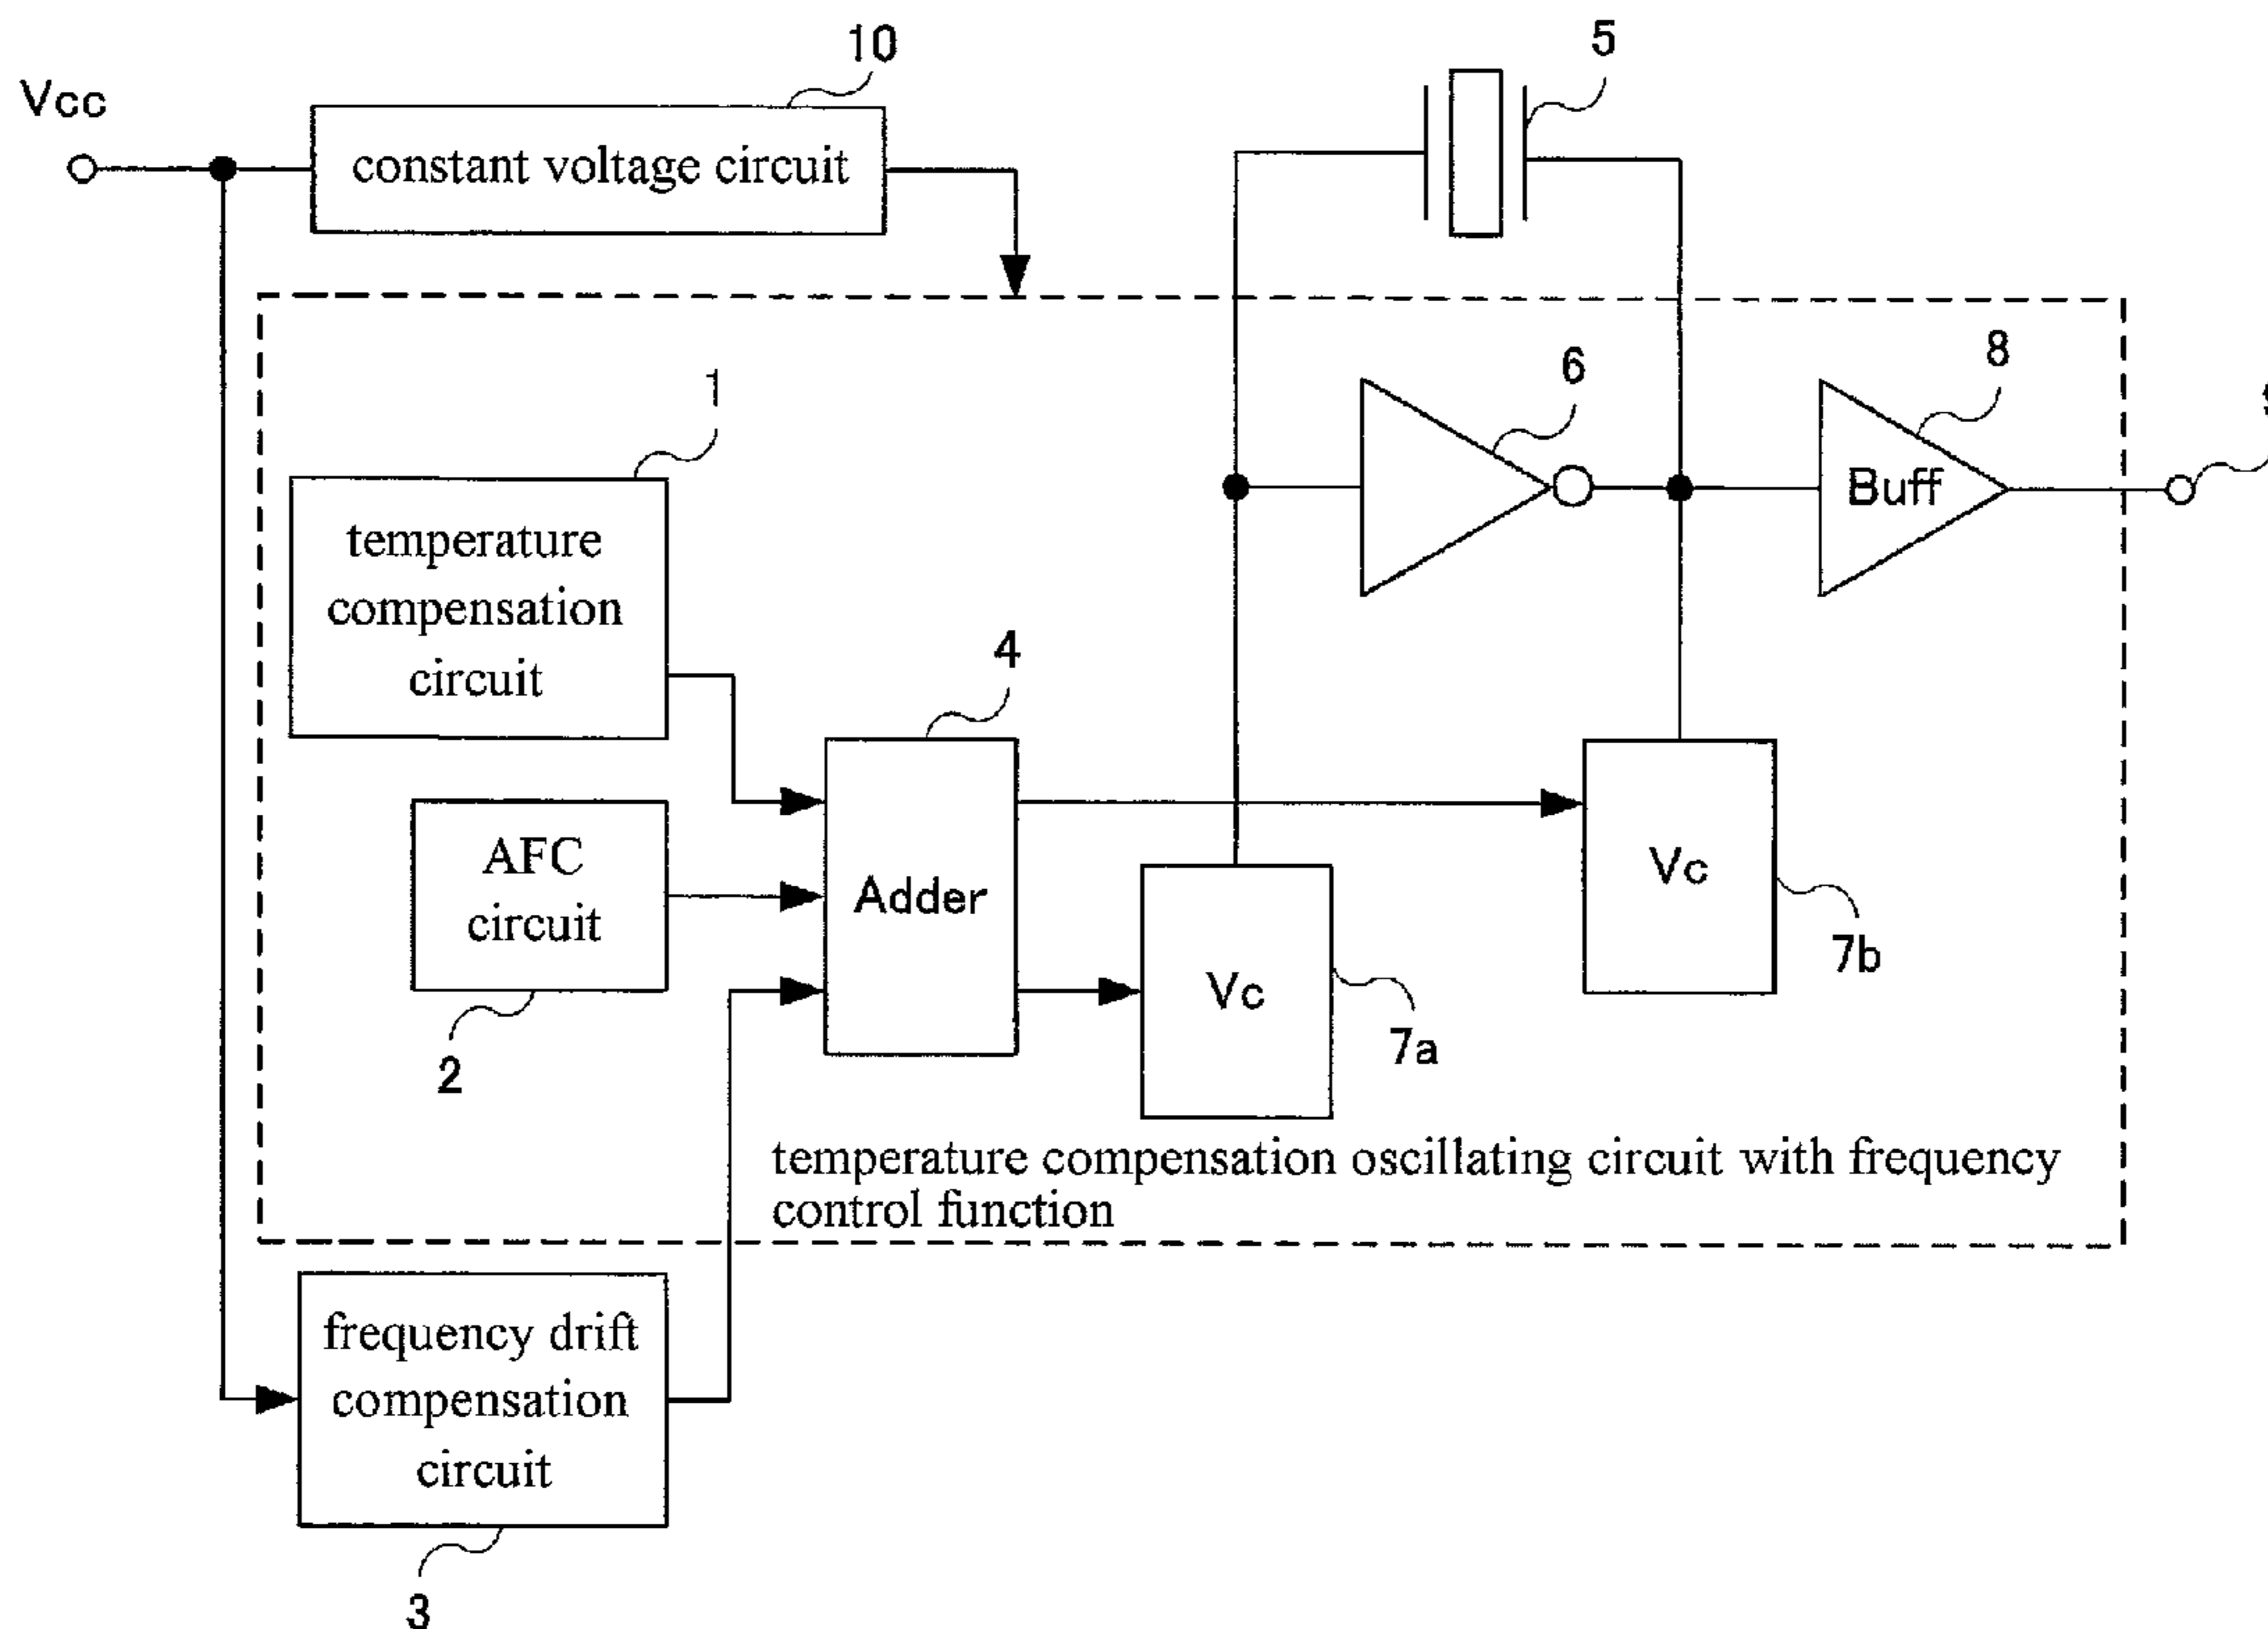 10
5
Vcc
constant voltage circuit
1
6
8
temperature
compensation
circuit
Buff
4
AFC
circuit
Adder
Vc
Vc
7b
2
7a
temperature compensation oscillating circuit with frequency
control function
frequency drift
compensation
circuit
3